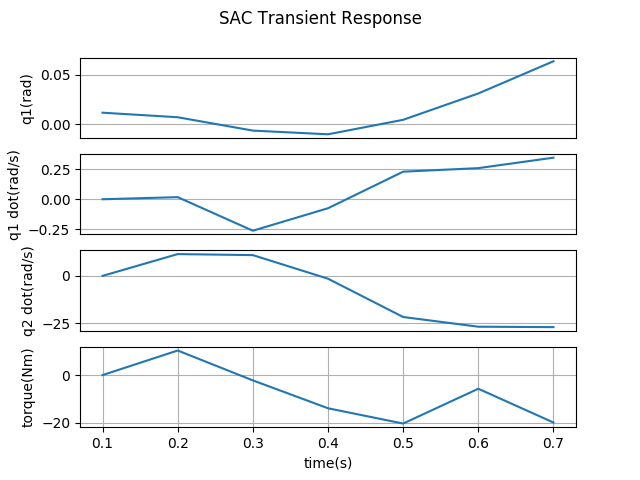 SAC Transient Response
q1(rad)
0.05
0.00
q1 dot(rad/s)
0.25
0.00
−0.25
q2 dot(rad/s)
0
−25
torque(Nm)
0
−20
0.1 0.2 0.3 0.4 0.5 0.6 0.7
time(s)